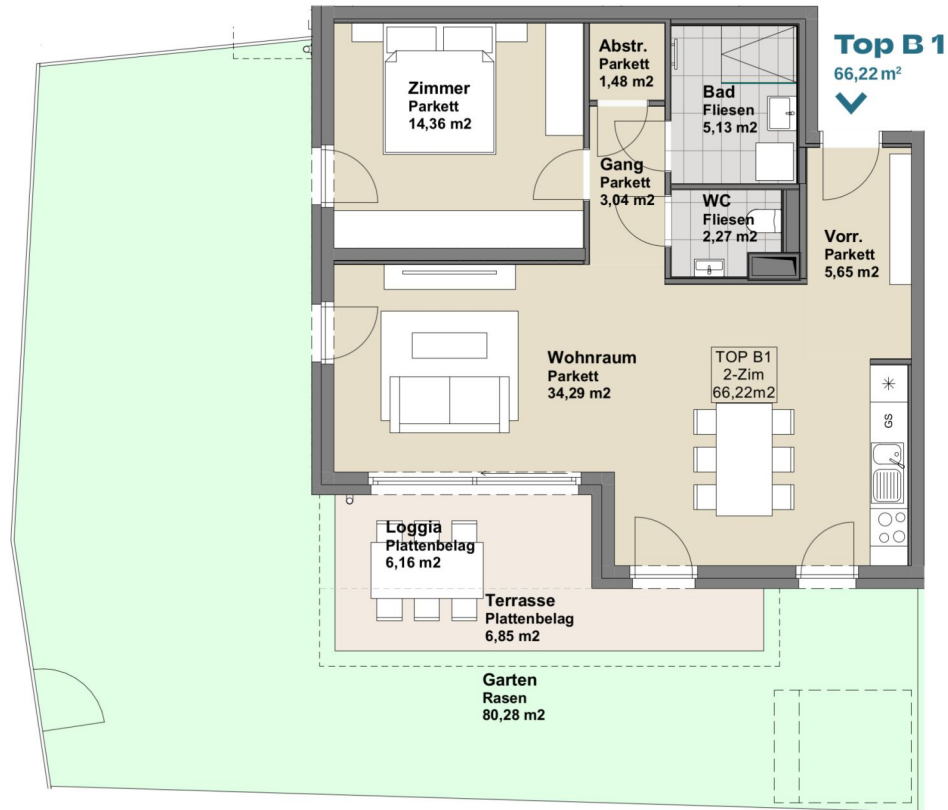 Top B 1
66,22 m²
Abstr.
Parkett
1,48 m2
Zimmer
Parkett
14,36 m2
Bad
Fliesen
5,13 m2
Gang
Parkett
3,04 m2
WC
Fliesen
2,27 m2
Vorr.
Parkett
5,65 m2
Wohnraum
Parkett
34,29 m2
TOP B1
2-Zim
66,22m2
GS
Loggia
Plattenbelag
6,16 m2
Terrasse
Plattenbelag
6,85 m2
Garten
Rasen
80,28 m2